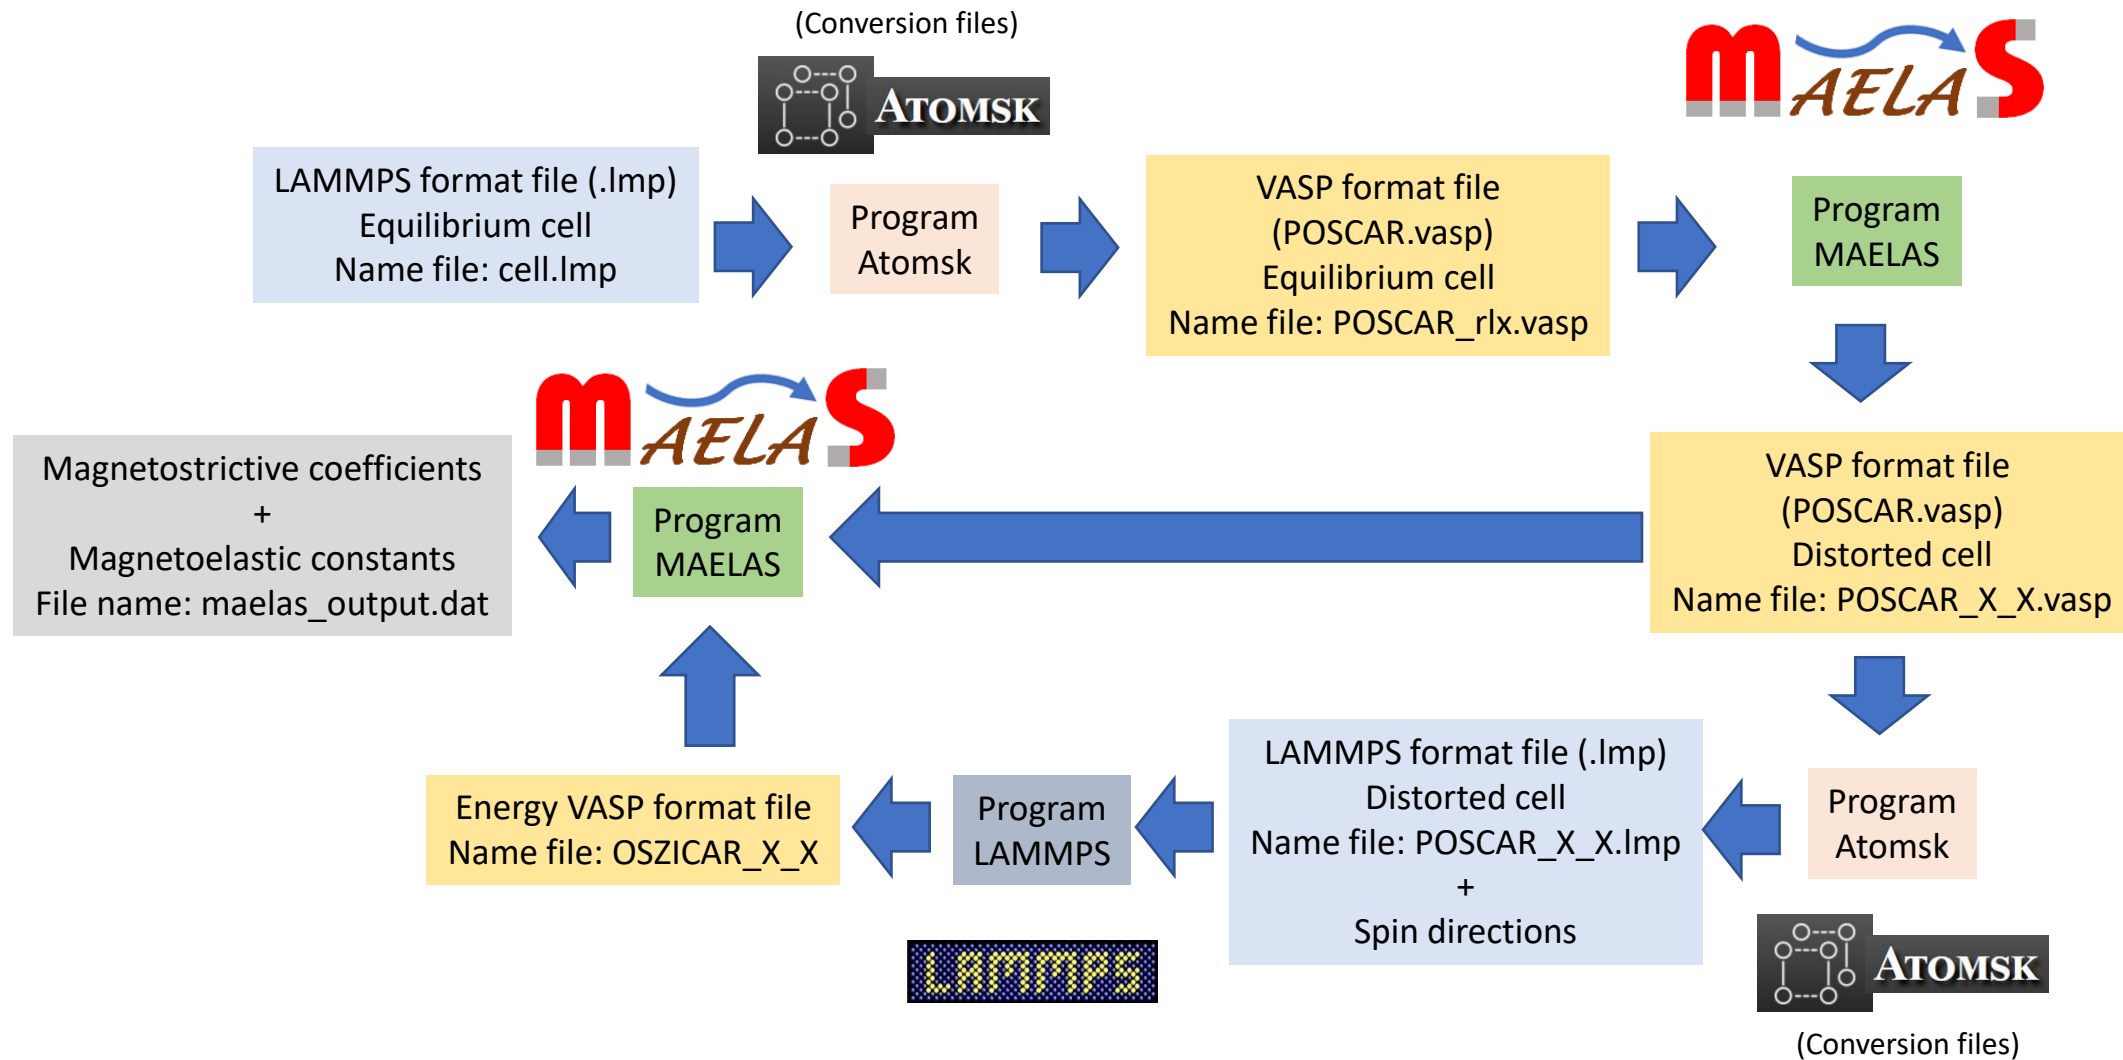 (Conversion files)
ATOMSK
MAELAS
LAMMPS format file (.lmp)
Equilibrium cell
Name file: cell.lmp
Program
Atomsk
VASP format file
(POSCAR.vasp)
Equilibrium cell
Name file: POSCAR_rlx.vasp
Program
MAELAS
MAELAS
Magnetostrictive coefficients
+
Magnetoelastic constants
File name: maelas_output.dat
Program
MAELAS
VASP format file
(POSCAR.vasp)
Distorted cell
Name file: POSCAR_X_X.vasp
Energy VASP format file
Name file: OSZICAR_X_X
Program
LAMMPS
LAMMPS format file (.lmp)
Distorted cell
Name file: POSCAR_X_X.lmp
+
Spin directions
Program
Atomsk
LAMMPS
ATOMSK
(Conversion files)